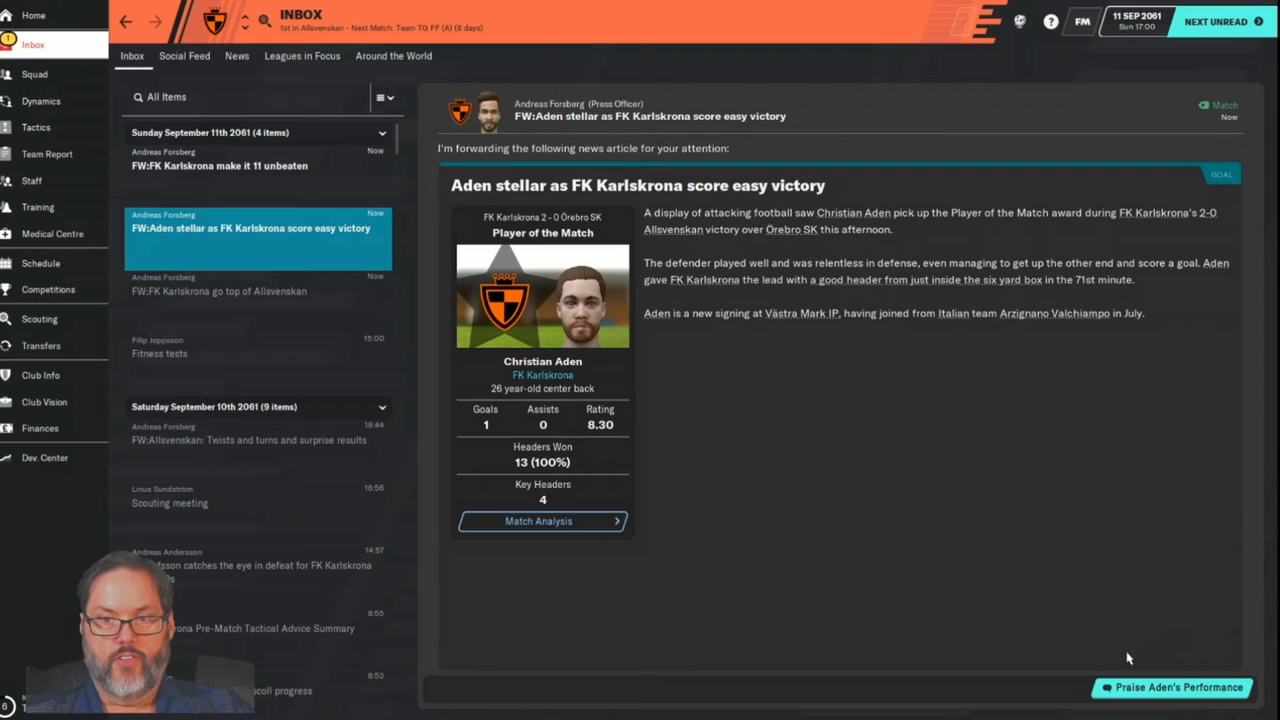 Home
INBOX
1st in Allsvenskan - Next Match: Team TG FF (A) (6 days)
FM
11 SEP 2061
Sun 17:00
NEXT UNREAD
1
Inbox
Squad
Dynamics
Tactics
Team Report
Staff
Training
Medical Centre
Schedule
Competitions
Scouting
Transfers
Club Info
Club Vision
Finances
Dev. Center
6
Inbox
Social Feed
News
Leagues in Focus
Around the World
All Items
Sunday September 11th 2061 (4 items)
Andreas Forsberg
Now
FW:FK Karlskrona make it 11 unbeaten
Andreas Forsberg
Now
FW:Aden stellar as FK Karlskrona score easy victory
Andreas Forsberg
Now
FW:FK Karlskrona go top of Allsvenskan
Filip Jeppsson
15:00
Fitness tests
Saturday September 10th 2061 (9 items)
Andreas Forsberg
18:44
FW:Allsvenskan: Twists and turns and surprise results
Linus Sundström
16:56
Scouting meeting
Andreas Andersson
14:57
fsson catches the eye in defeat for FK Karlskrona
8:55
rona Pre-Match Tactical Advice Summary
8:53
scoll progress
Andreas Forsberg (Press Officer)
FW:Aden stellar as FK Karlskrona score easy victory
Match
Now
I'm forwarding the following news article for your attention:
GOAL
Aden stellar as FK Karlskrona score easy victory
FK Karlskrona 2 - 0 Örebro SK
Player of the Match
Christian Aden
FK Karlskrona
26 year-old center back
Goals Assists Rating
1 0 8.30
Headers Won
13 (100%)
Key Headers
4
Match Analysis
A display of attacking football saw Christian Aden pick up the Player of the Match award during FK Karlskrona's 2-0
Allsvenskan victory over Örebro SK this afternoon.
The defender played well and was relentless in defense, even managing to get up the other end and score a goal. Aden
gave FK Karlskrona the lead with a good header from just inside the six yard box in the 71st minute.
Aden is a new signing at Västra Mark IP, having joined from Italian team Arzignano Valchiampo in July.
Praise Aden's Performance